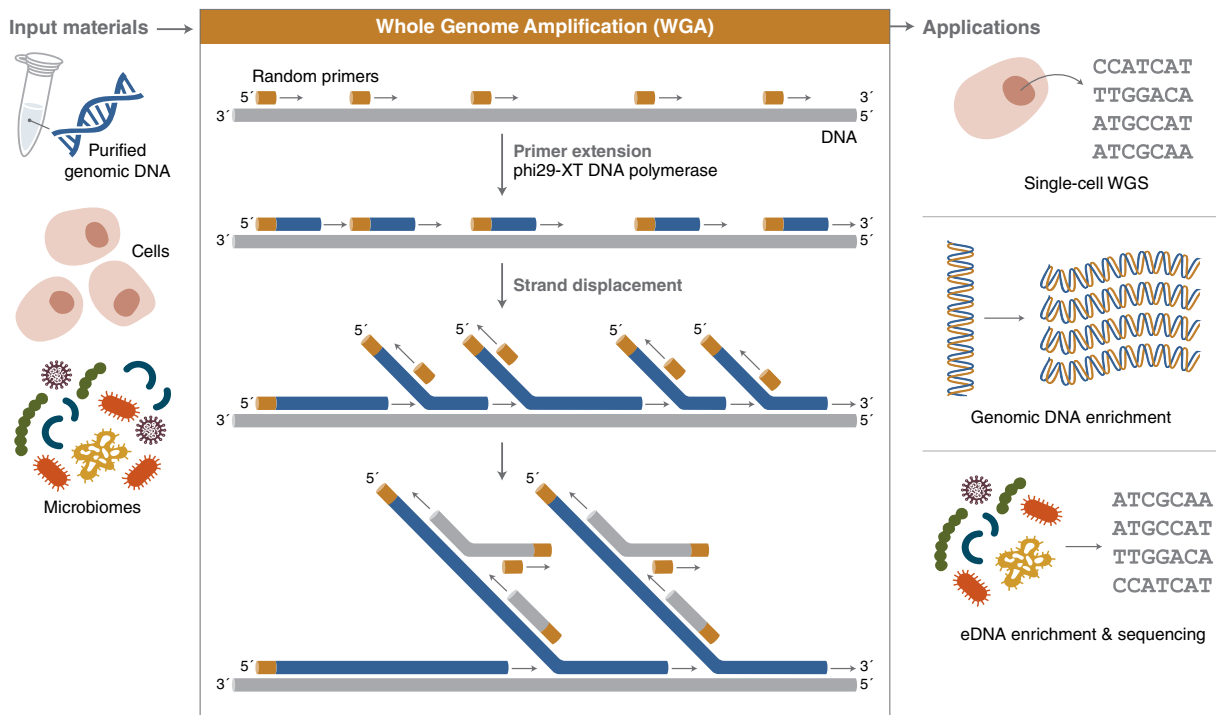 Input materials
Whole Genome Amplification (WGA)
Applications
Purified
genomic DNA
Cells
Microbiomes
Random primers
5´
3´
3´
5´
DNA
Primer extension
phi29-XT DNA polymerase
5´
3´
3´
5´
Strand displacement
5´
5´
5´
5´
5´
3´
3´
5´
5´
5´
5´
3´
3´
5´
CCATCAT
TTGGACA
ATGCCAT
ATCGCAA
Single-cell WGS
Genomic DNA enrichment
ATCGCAA
ATGCCAT
TTGGACA
CCATCAT
eDNA enrichment & sequencing